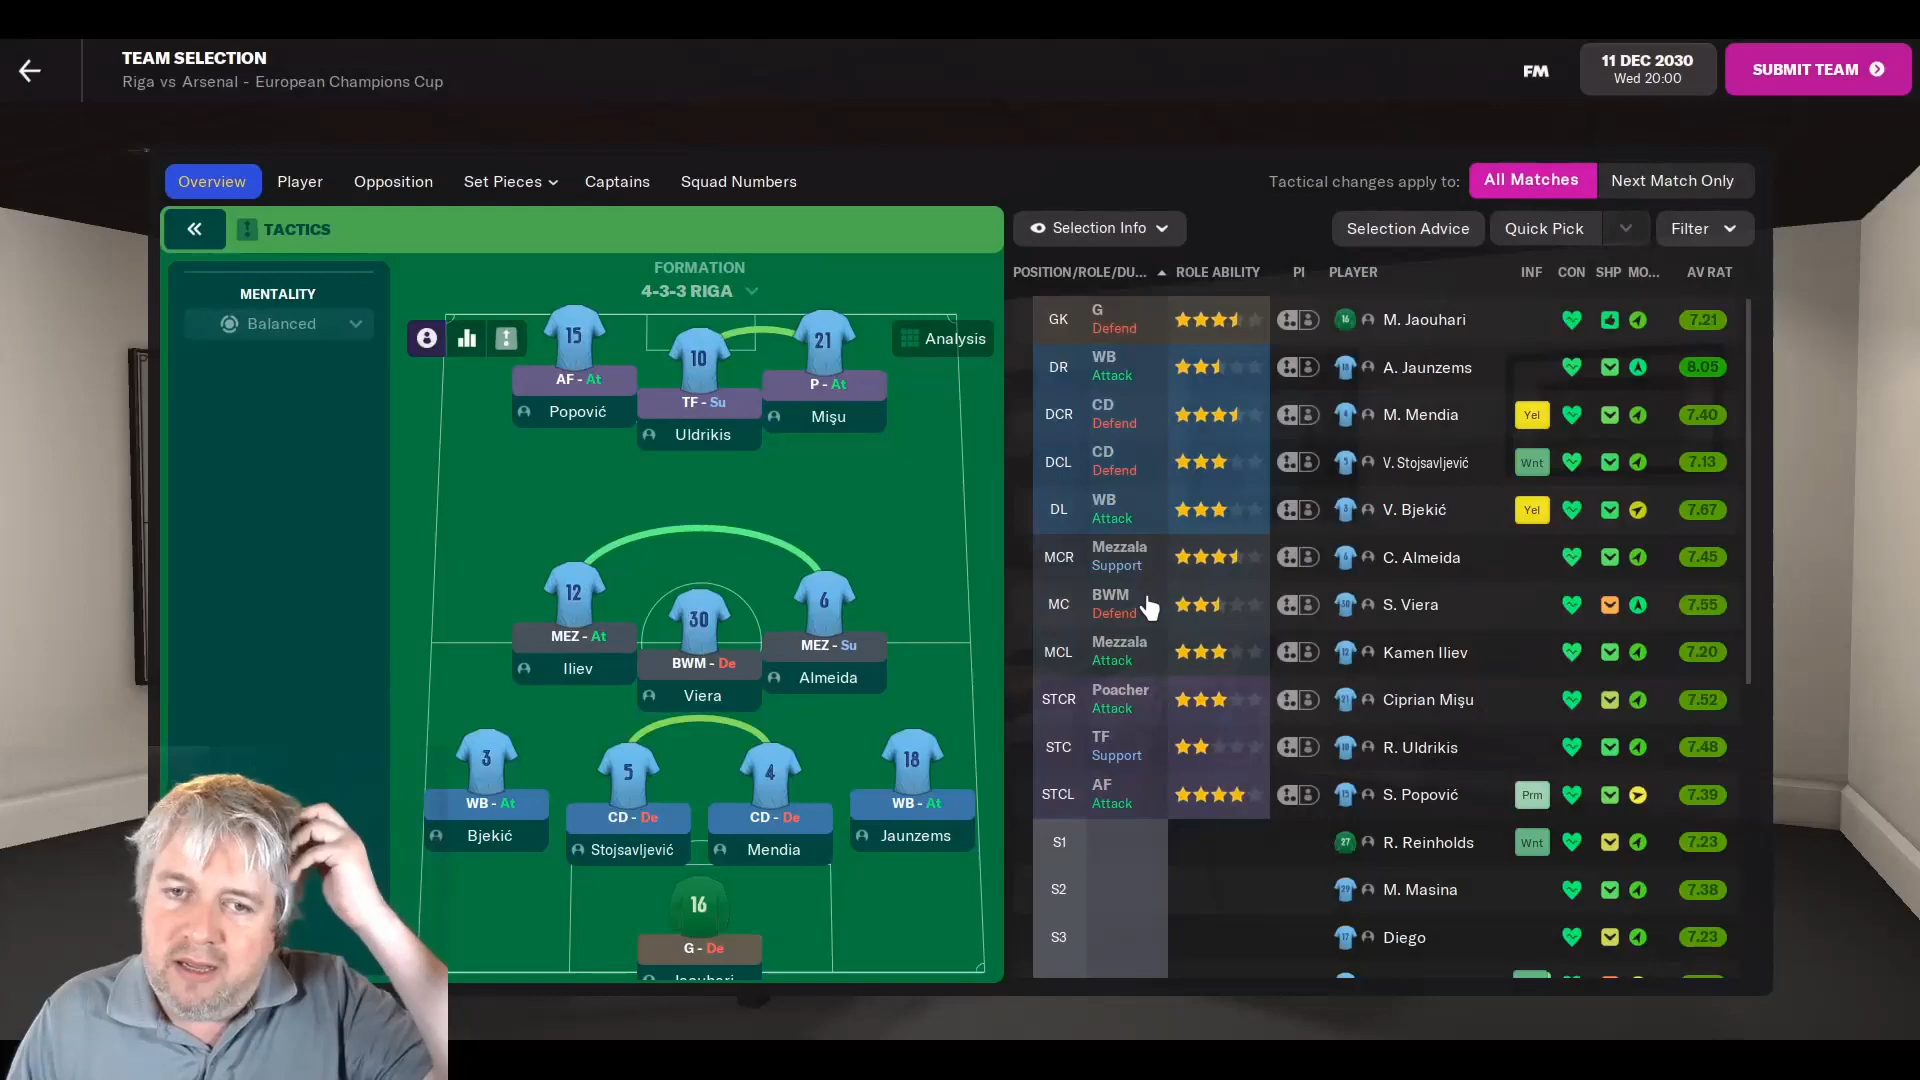 TEAM SELECTION
Riga vs Arsenal - European Champions Cup
FM
11 DEC 2030
Wed 20:00
SUBMIT TEAM
Overview
Player
Opposition
Set Pieces
Captains
Squad Numbers
Tactical changes apply to:
All Matches
Next Match Only
TACTICS
Selection Info
Selection Advice
Quick Pick
Filter
MENTALITY
Balanced
FORMATION
4-3-3 RIGA
Analysis
15
AF - At
Popović
10
TF - Su
Uldrikis
21
P - At
Mișu
12
MEZ - At
Iliev
30
BWM - De
Viera
6
MEZ - Su
Almeida
3
WB - At
Bjekić
5
CD - De
Stojsavljević
4
CD - De
Mendia
18
WB - At
Jaunzems
16
G - De
Jaouhari
POSITION/ROLE/DU... ROLE ABILITY PI PLAYER INF CON SHP MO... AV RAT
GK G Defend 16 M. Jaouhari 7.21
DR WB Attack A. Jaunzems 8.05
DCR CD Defend M. Mendia Yel 7.40
DCL CD Defend V. Stojsavljević Wnt 7.13
DL WB Attack V. Bjekić Yel 7.67
MCR Mezzala Support C. Almeida 7.45
MC BWM Defend S. Viera 7.55
MCL Mezzala Attack Kamen Iliev 7.20
STCR Poacher Attack Ciprian Mișu 7.52
STC TF Support R. Uldrikis 7.48
STCL AF Attack S. Popović Prm 7.39
S1 27 R. Reinholds Wnt 7.23
S2 M. Masina 7.38
S3 Diego 7.23